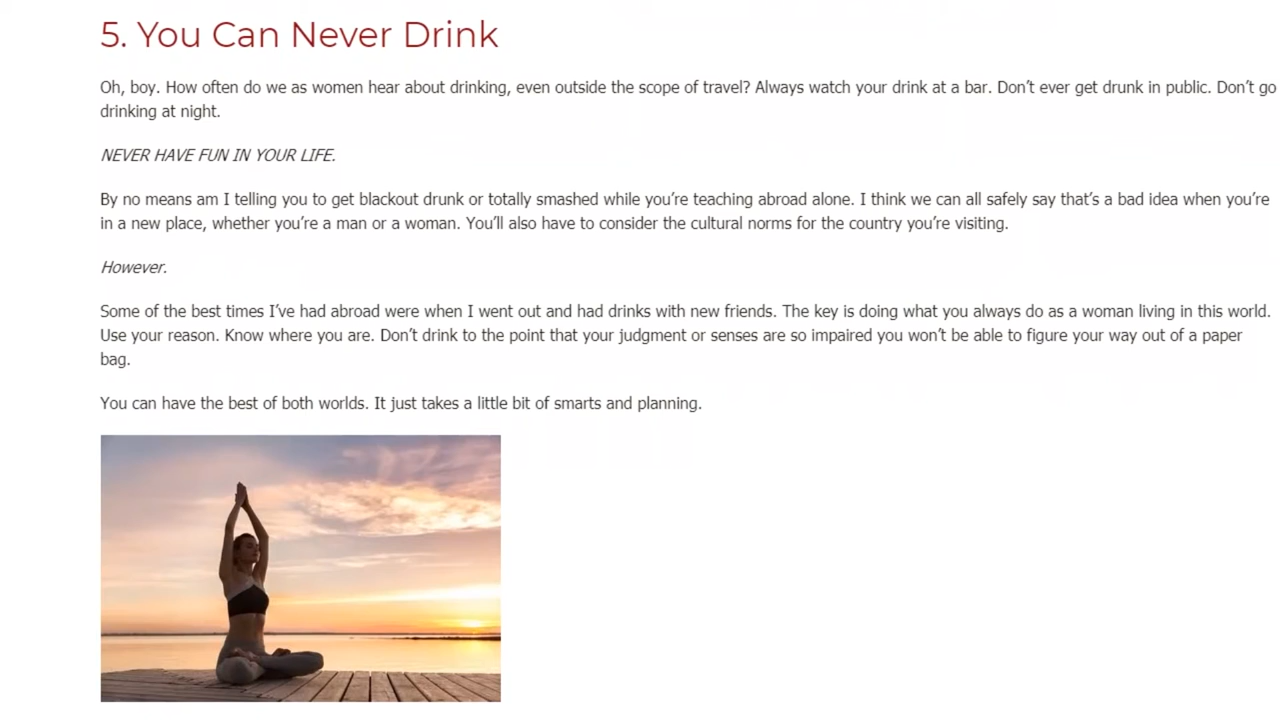 5. You Can Never Drink
Oh, boy. How often do we as women hear about drinking, even outside the scope of travel? Always watch your drink at a bar. Don’t ever get drunk in public. Don’t go
drinking at night.
NEVER HAVE FUN IN YOUR LIFE.
By no means am I telling you to get blackout drunk or totally smashed while you’re teaching abroad alone. I think we can all safely say that’s a bad idea when you’re
in a new place, whether you’re a man or a woman. You’ll also have to consider the cultural norms for the country you’re visiting.
However.
Some of the best times I’ve had abroad were when I went out and had drinks with new friends. The key is doing what you always do as a woman living in this world.
Use your reason. Know where you are. Don’t drink to the point that your judgment or senses are so impaired you won’t be able to figure your way out of a paper
bag.
You can have the best of both worlds. It just takes a little bit of smarts and planning.